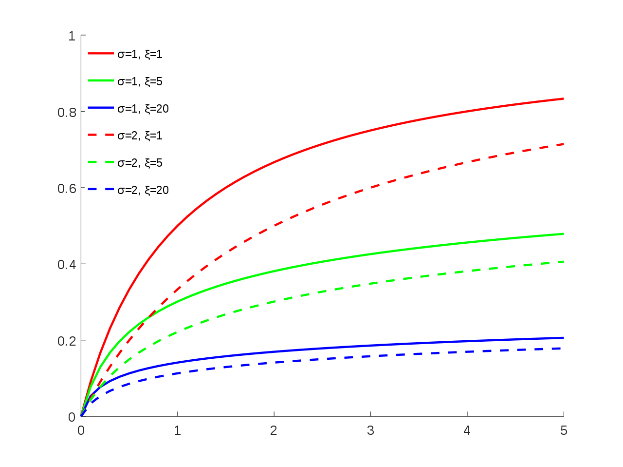 1
σ=1, ξ=1
σ=1, ξ=5
0.8
σ=1, ξ=20
σ=2, ξ=1
σ=2, ξ=5
0.6
σ=2, ξ=20
0.4
0.2
0
0 1 2 3 4 5